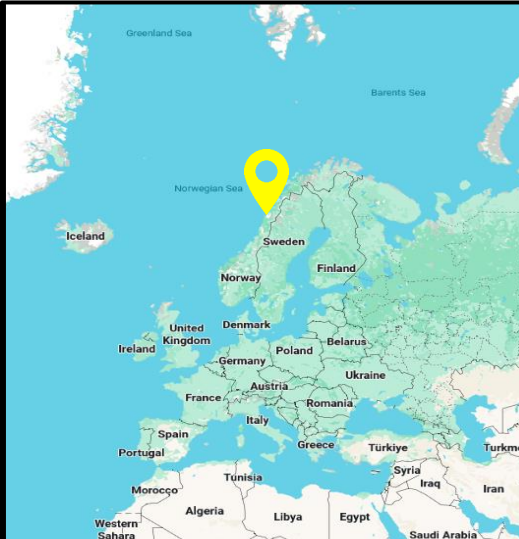 Greenland Sea
Barents Sea
Norwegian Sea
Iceland
Sweden
Finland
Norway
Denmark
United
Kingdom
Ireland
Poland
Belarus
Germany
Ukraine
Austria
France
Romania
Italy
Spain
Portugal
Greece
Türkiye
Turkme
Syria
Tunisia
Morocco
Iraq
Iran
Algeria
Libya
Egypt
Western
Sahara
Saudi Arabia